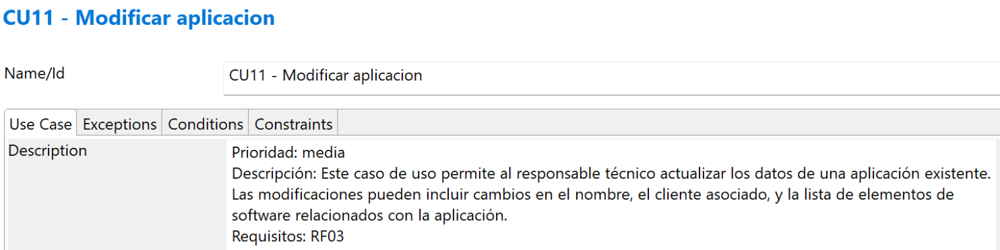 CU11 - Modificar aplicacion
Name/Id
CU11 - Modificar aplicacion
Use Case Exceptions Conditions Constraints
Description
Prioridad: media
Descripción: Este caso de uso permite al responsable técnico actualizar los datos de una aplicación existente.
Las modificaciones pueden incluir cambios en el nombre, el cliente asociado, y la lista de elementos de
software relacionados con la aplicación.
Requisitos: RF03